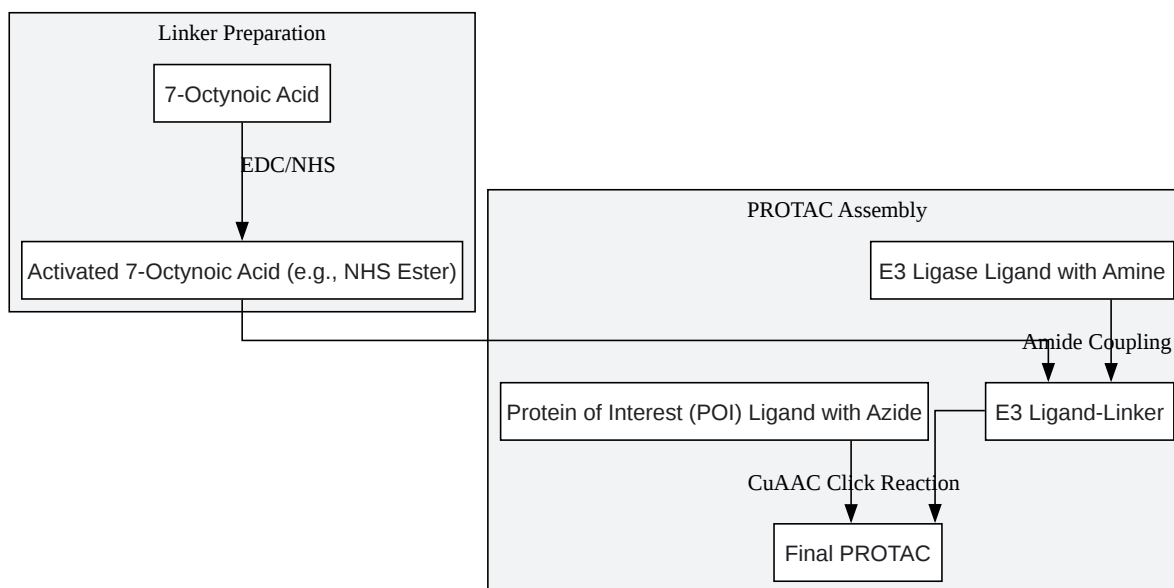 Linker Preparation
7-Octynoic Acid
EDC/NHS
Activated 7-Octynoic Acid (e.g., NHS Ester)
PROTAC Assembly
E3 Ligase Ligand with Amine
Amide Coupling
Protein of Interest (POI) Ligand with Azide
E3 Ligand-Linker
CuAAC Click Reaction
Final PROTAC